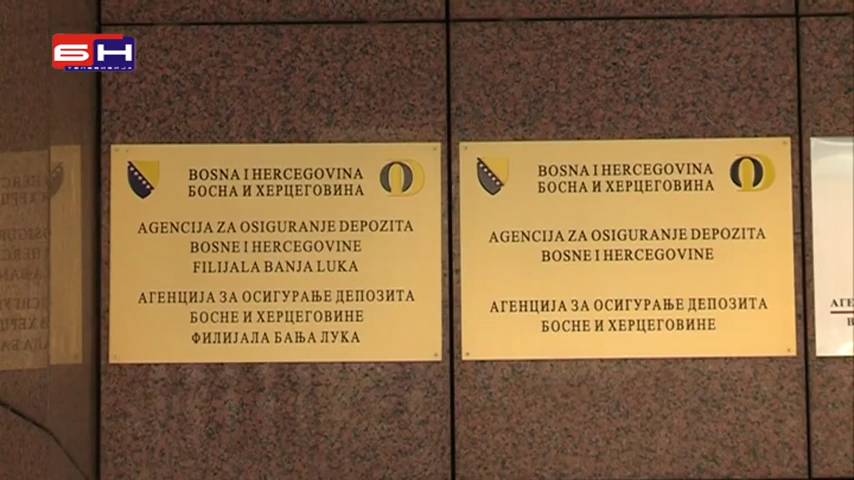 БН
ТЕЛЕВИЗИЈА
BOSNA I HERCEGOVINA
БОСНА И ХЕРЦЕГОВИНА
AGENCIJA ZA OSIGURANJE DEPOZITA
BOSNE I HERCEGOVINE
FILIJALA BANJA LUKA
АГЕНЦИЈА ЗА ОСИГУРАЊЕ ДЕПОЗИТА
БОСНЕ И ХЕРЦЕГОВИНЕ
ФИЛИЈАЛА БАЊА ЛУКА
BOSNA I HERCEGOVINA
БОСНА И ХЕРЦЕГОВИНА
AGENCIJA ZA OSIGURANJE DEPOZITA
BOSNE I HERCEGOVINE
АГЕНЦИЈА ЗА ОСИГУРАЊЕ ДЕПОЗИТА
БОСНЕ И ХЕРЦЕГОВИНЕ